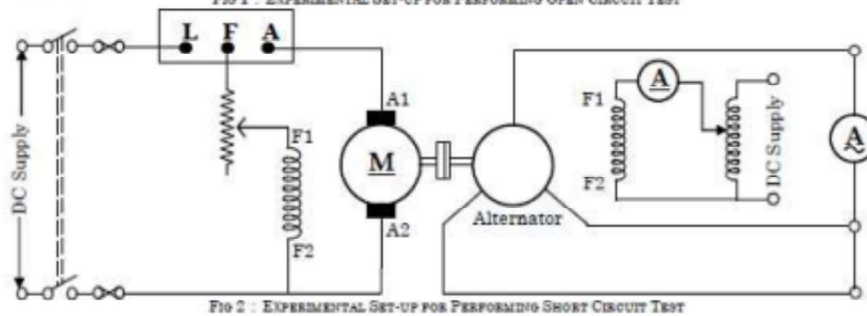 FIG 1 : EXPERIMENTAL SET-UP FOR PERFORMING OPEN CIRCUIT TEST
L F A
DC Supply
A1
F1
M
F2
A2
Alternator
F1
A
F2
DC Supply
A
FIG 2 : EXPERIMENTAL SET-UP FOR PERFORMING SHORT CIRCUIT TEST